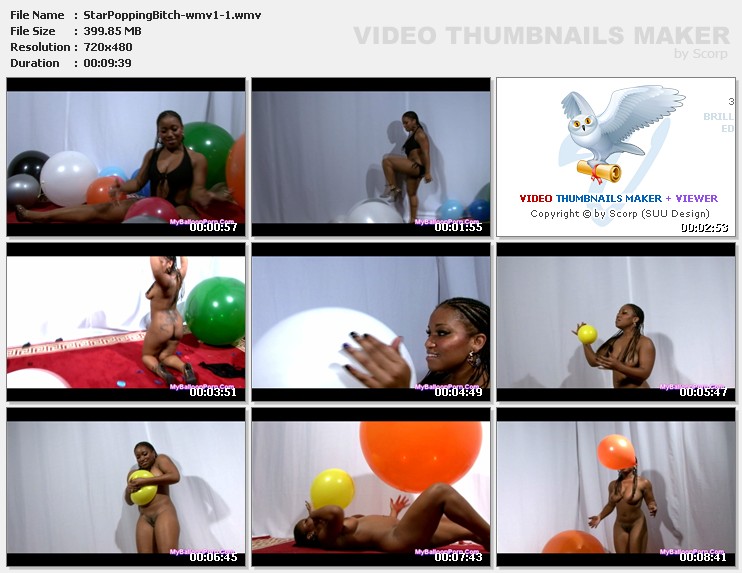 File Name : StarPoppingBitch-wmv1-1.wmv
File Size : 399.85 MB
Resolution : 720x480
Duration : 00:09:39
VIDEO THUMBNAILS MAKER
by Scorp
MyBalloonPorn.Com
00:00:57
MyBalloonPorn.Com
00:01:55
3
BRILL
ED
VIDEO THUMBNAILS MAKER + VIEWER
Copyright © by Scorp (SUU Design)
00:02:53
MyBalloonPorn.Com
00:03:51
MyBalloonPorn.Com
00:04:49
MyBalloonPorn.Com
00:05:47
MyBalloonPorn.Com
00:06:45
MyBalloonPorn.Com
00:07:43
MyBalloonPorn.Com
00:08:41